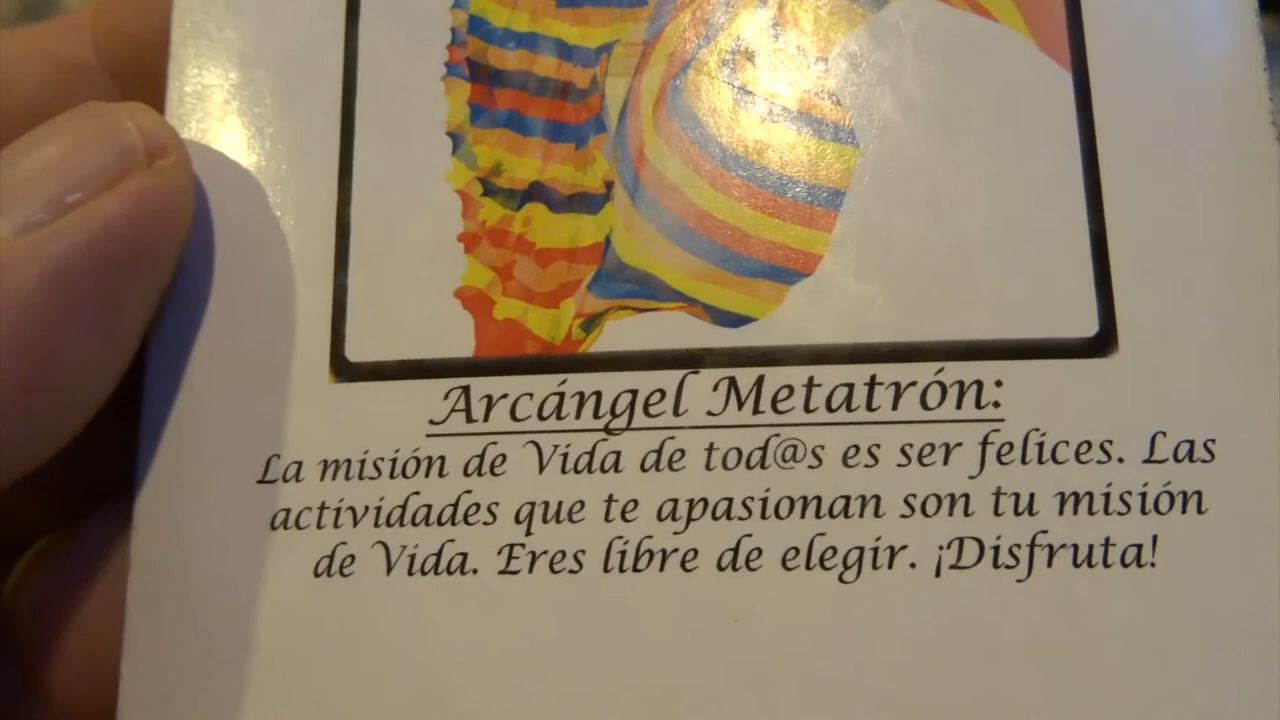 Arcángel Metatrón:
La misión de Vida de tod@s es ser felices. Las
actividades que te apasionan son tu misión
de Vida. Eres libre de elegir. ¡Disfruta!